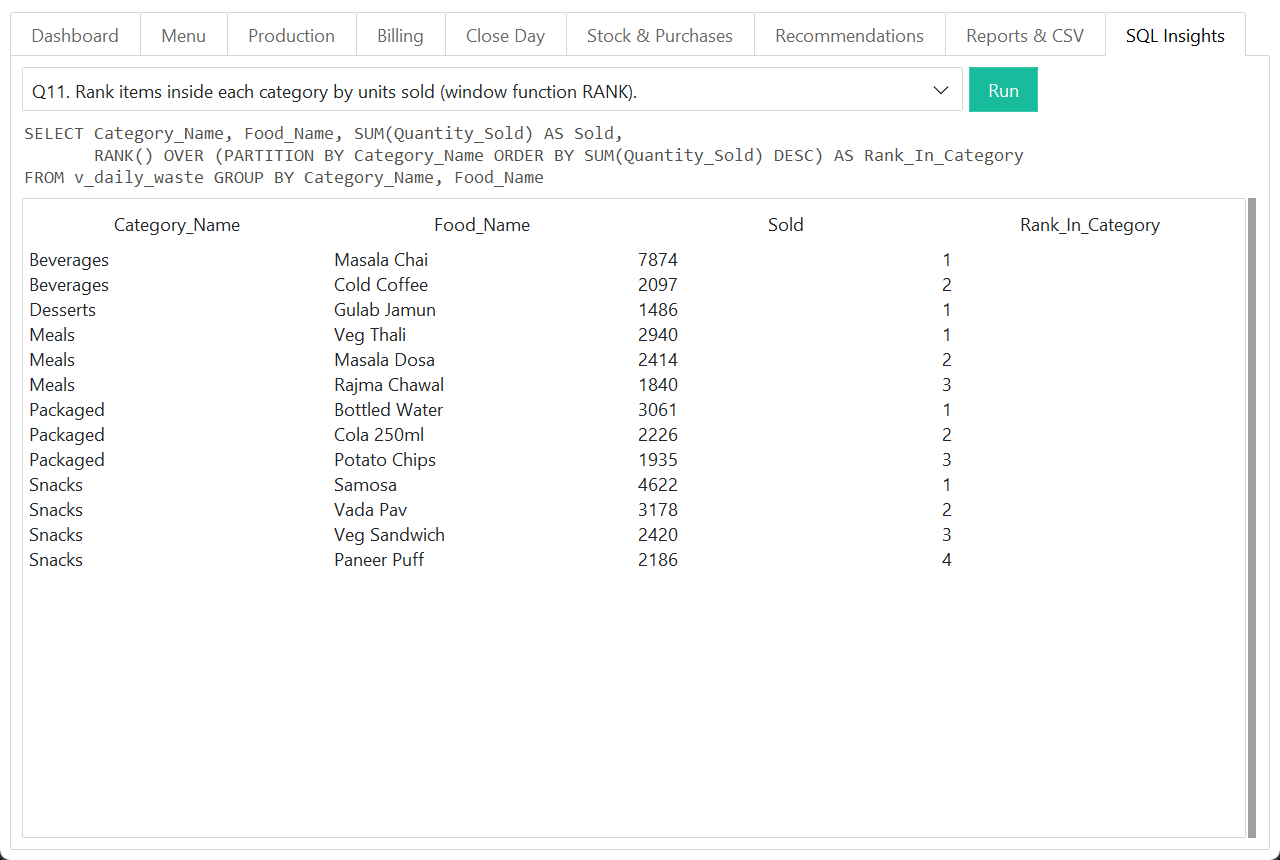 Dashboard Menu Production Billing Close Day Stock & Purchases Recommendations Reports & CSV SQL Insights
Q11. Rank items inside each category by units sold (window function RANK). Run
SELECT Category_Name, Food_Name, SUM(Quantity_Sold) AS Sold,
RANK() OVER (PARTITION BY Category_Name ORDER BY SUM(Quantity_Sold) DESC) AS Rank_In_Category
FROM v_daily_waste GROUP BY Category_Name, Food_Name
Category_Name Food_Name Sold Rank_In_Category
Beverages Masala Chai 7874 1
Beverages Cold Coffee 2097 2
Desserts Gulab Jamun 1486 1
Meals Veg Thali 2940 1
Meals Masala Dosa 2414 2
Meals Rajma Chawal 1840 3
Packaged Bottled Water 3061 1
Packaged Cola 250ml 2226 2
Packaged Potato Chips 1935 3
Snacks Samosa 4622 1
Snacks Vada Pav 3178 2
Snacks Veg Sandwich 2420 3
Snacks Paneer Puff 2186 4